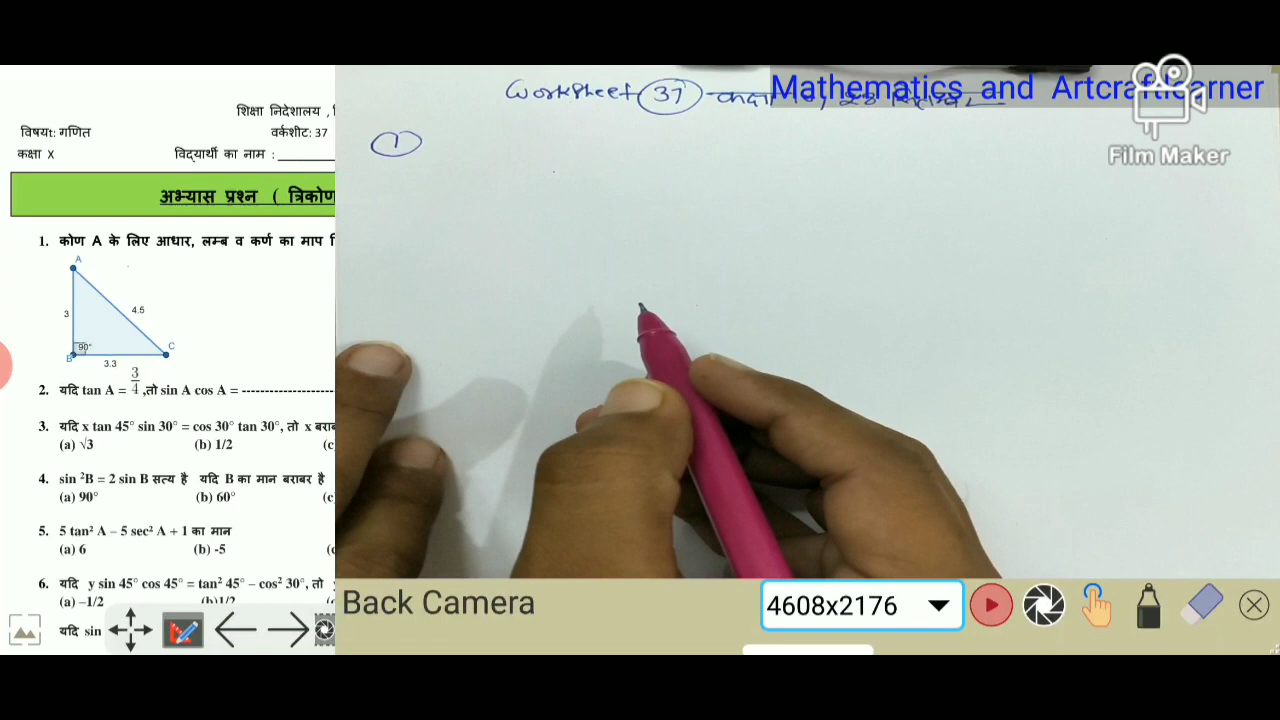 Mathematics and Artcraftlearner
Film Maker
शिक्षा निदेशालय ,
विषय: गणित
वर्कशीट: 37
कक्षा X
विद्यार्थी का नाम : ________
अभ्यास प्रश्न ( त्रिकोण
1. कोण A के लिए आधार, लम्ब व कर्ण का माप
A
3
4.5
90°
B
3.3
C
2. यदि tan A = 3/4 ,तो sin A cos A = --------------------
3. यदि x tan 45° sin 30° = cos 30° tan 30°, तो x
(a) √3 (b) 1/2 (c
4. sin ²B = 2 sin B सत्य है यदि B का मान बराबर है
(a) 90° (b) 60° (c
5. 5 tan² A – 5 sec² A + 1 का मान
(a) 6 (b) -5 (c
6. यदि y sin 45° cos 45° = tan² 45° – cos² 30°, तो
(a) –1/2 (b)1/2
यदि sin
Worksheet 37 कक्षा
1
Back Camera
4608x2176